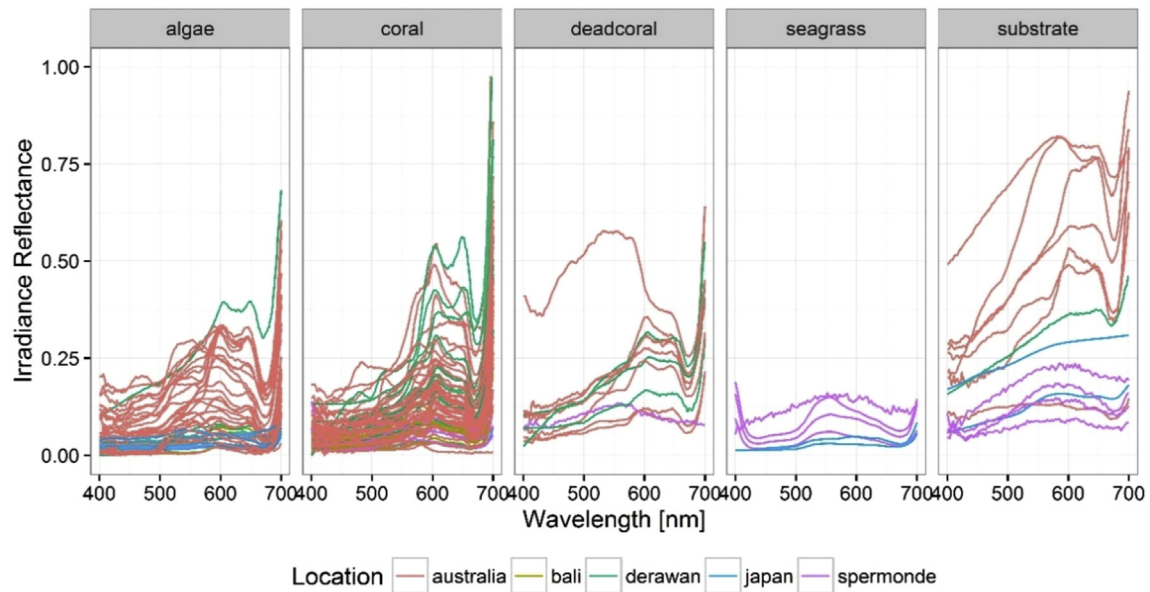 algae coral deadcoral seagrass substrate
1.00
0.75
0.50
0.25
0.00
Irradiance Reflectance
400 500 600 700 400 500 600 700 400 500 600 700 400 500 600 700 400 500 600 700
Wavelength [nm]
Location australia bali derawan japan spermonde